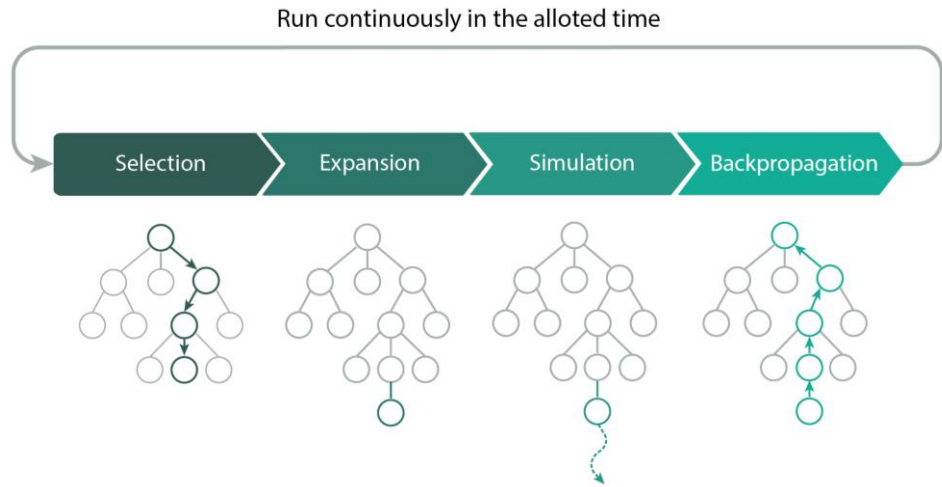 Run continuously in the alloted time
Selection
Expansion
Simulation
Backpropagation